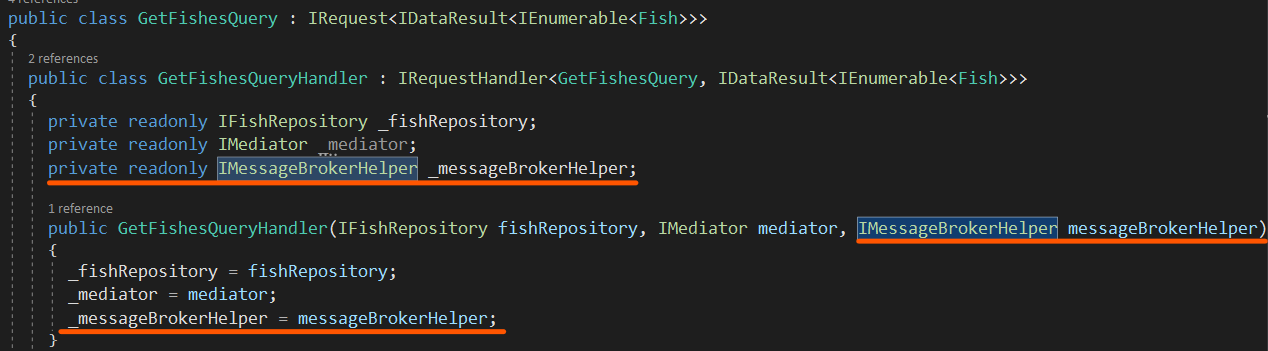 4 references
public class GetFishesQuery : IRequest<IDataResult<IEnumerable<Fish>>>
{
2 references
public class GetFishesQueryHandler : IRequestHandler<GetFishesQuery, IDataResult<IEnumerable<Fish>>>
{
private readonly IFishRepository _fishRepository;
private readonly IMediator _mediator;
private readonly IMessageBrokerHelper _messageBrokerHelper;
1 reference
public GetFishesQueryHandler(IFishRepository fishRepository, IMediator mediator, IMessageBrokerHelper messageBrokerHelper)
{
_fishRepository = fishRepository;
_mediator = mediator;
_messageBrokerHelper = messageBrokerHelper;
}